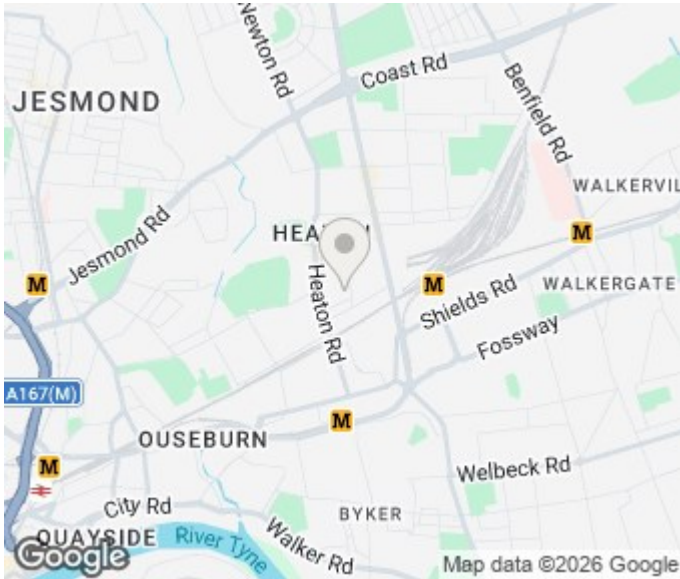 Newton Rd
Coast Rd
JESMOND
Benfield Rd
WALKERVIL
Jesmond Rd
HEA
M
M
M
Heaton Rd
Shields Rd
WALKERGATE
Fossway
A167(M)
M
OUSEBURN
M
Welbeck Rd
City Rd
BYKER
QUAYSIDE
River Tyne
Walker Rd
Google
Map data ©2026 Google